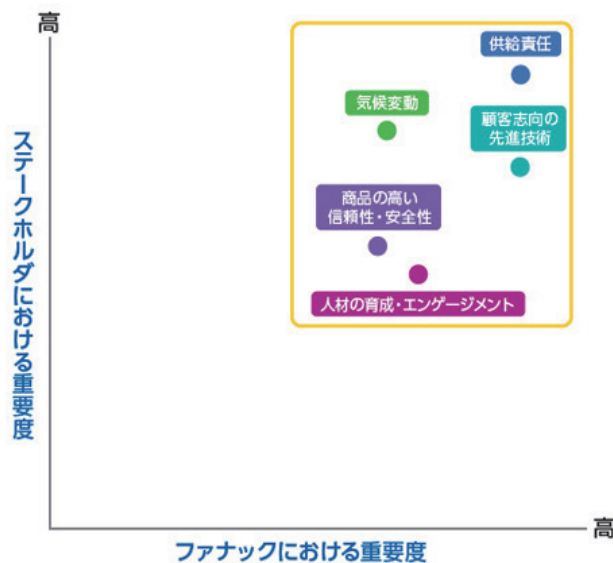 高
供給責任
気候変動
顧客志向の
先進技術
商品の高い
信頼性・安全性
人材の育成・エンゲージメント
ステークホルダにおける重要度
高
ファナックにおける重要度